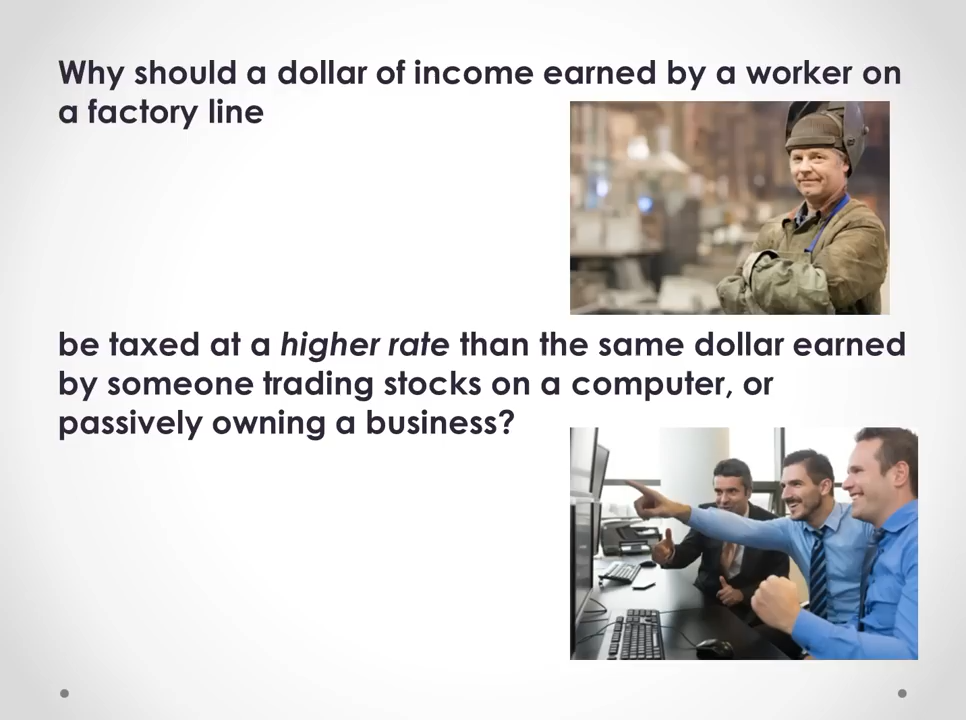 Why should a dollar of income earned by a worker on
a factory line
be taxed at a higher rate than the same dollar earned
by someone trading stocks on a computer, or
passively owning a business?